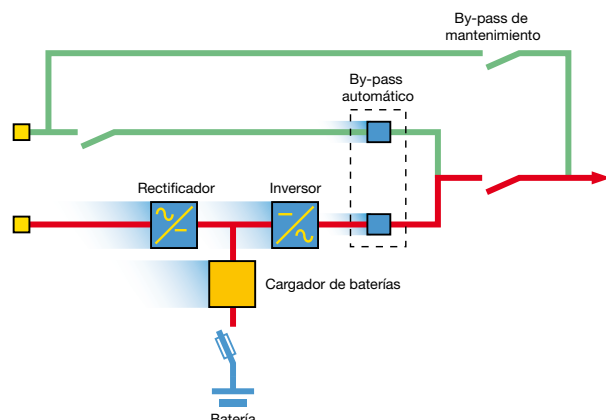 By-pass de
mantenimiento
By-pass
automático
Rectificador
Inversor
Cargador de baterías
Batería